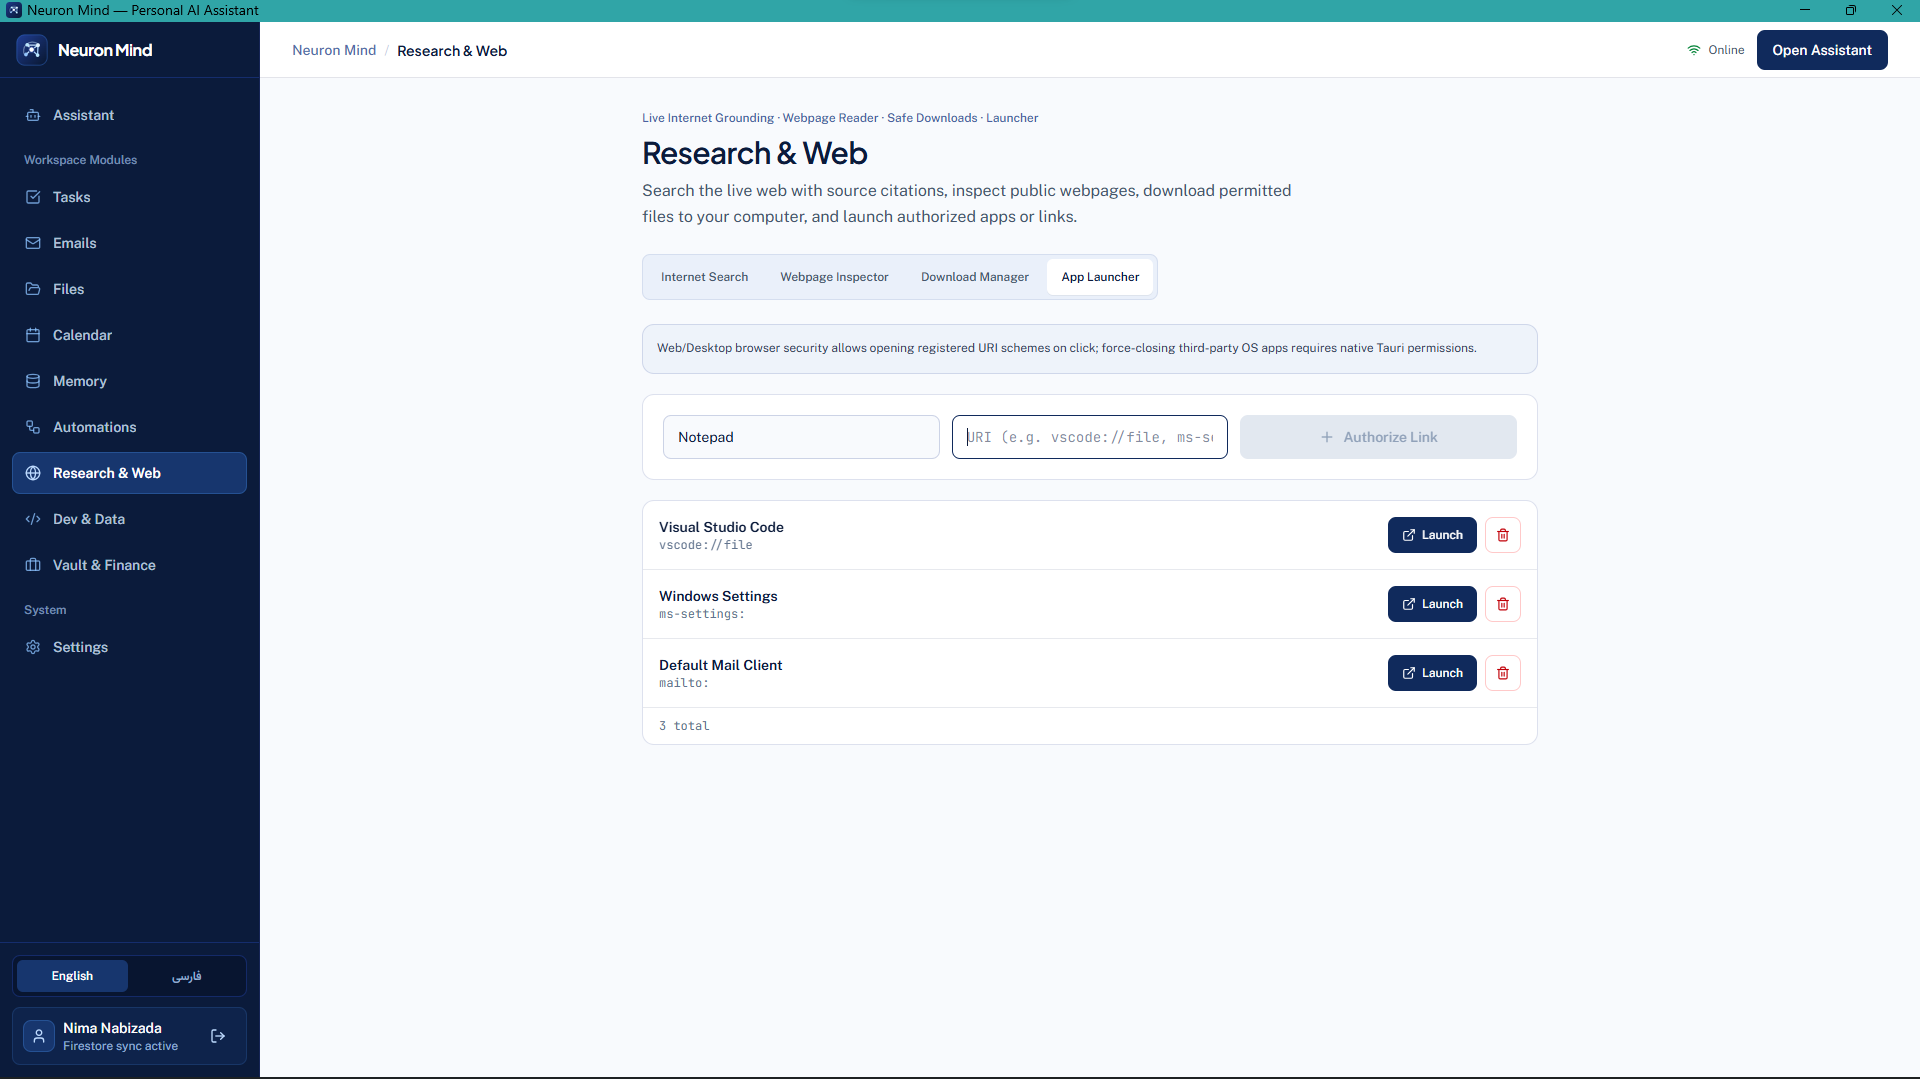 Neuron Mind — Personal AI Assistant
Neuron Mind
Neuron Mind / Research & Web
Online
Open Assistant
Assistant
Workspace Modules
Tasks
Emails
Files
Calendar
Memory
Automations
Research & Web
Dev & Data
Vault & Finance
System
Settings
English
فارسی
Nima Nabizada
Firestore sync active
Live Internet Grounding · Webpage Reader · Safe Downloads · Launcher
Research & Web
Search the live web with source citations, inspect public webpages, download permitted
files to your computer, and launch authorized apps or links.
Internet Search
Webpage Inspector
Download Manager
App Launcher
Web/Desktop browser security allows opening registered URI schemes on click; force-closing third-party OS apps requires native Tauri permissions.
Notepad
URI (e.g. vscode://file, ms-se
Authorize Link
Visual Studio Code
vscode://file
Launch
Windows Settings
ms-settings:
Launch
Default Mail Client
mailto:
Launch
3 total